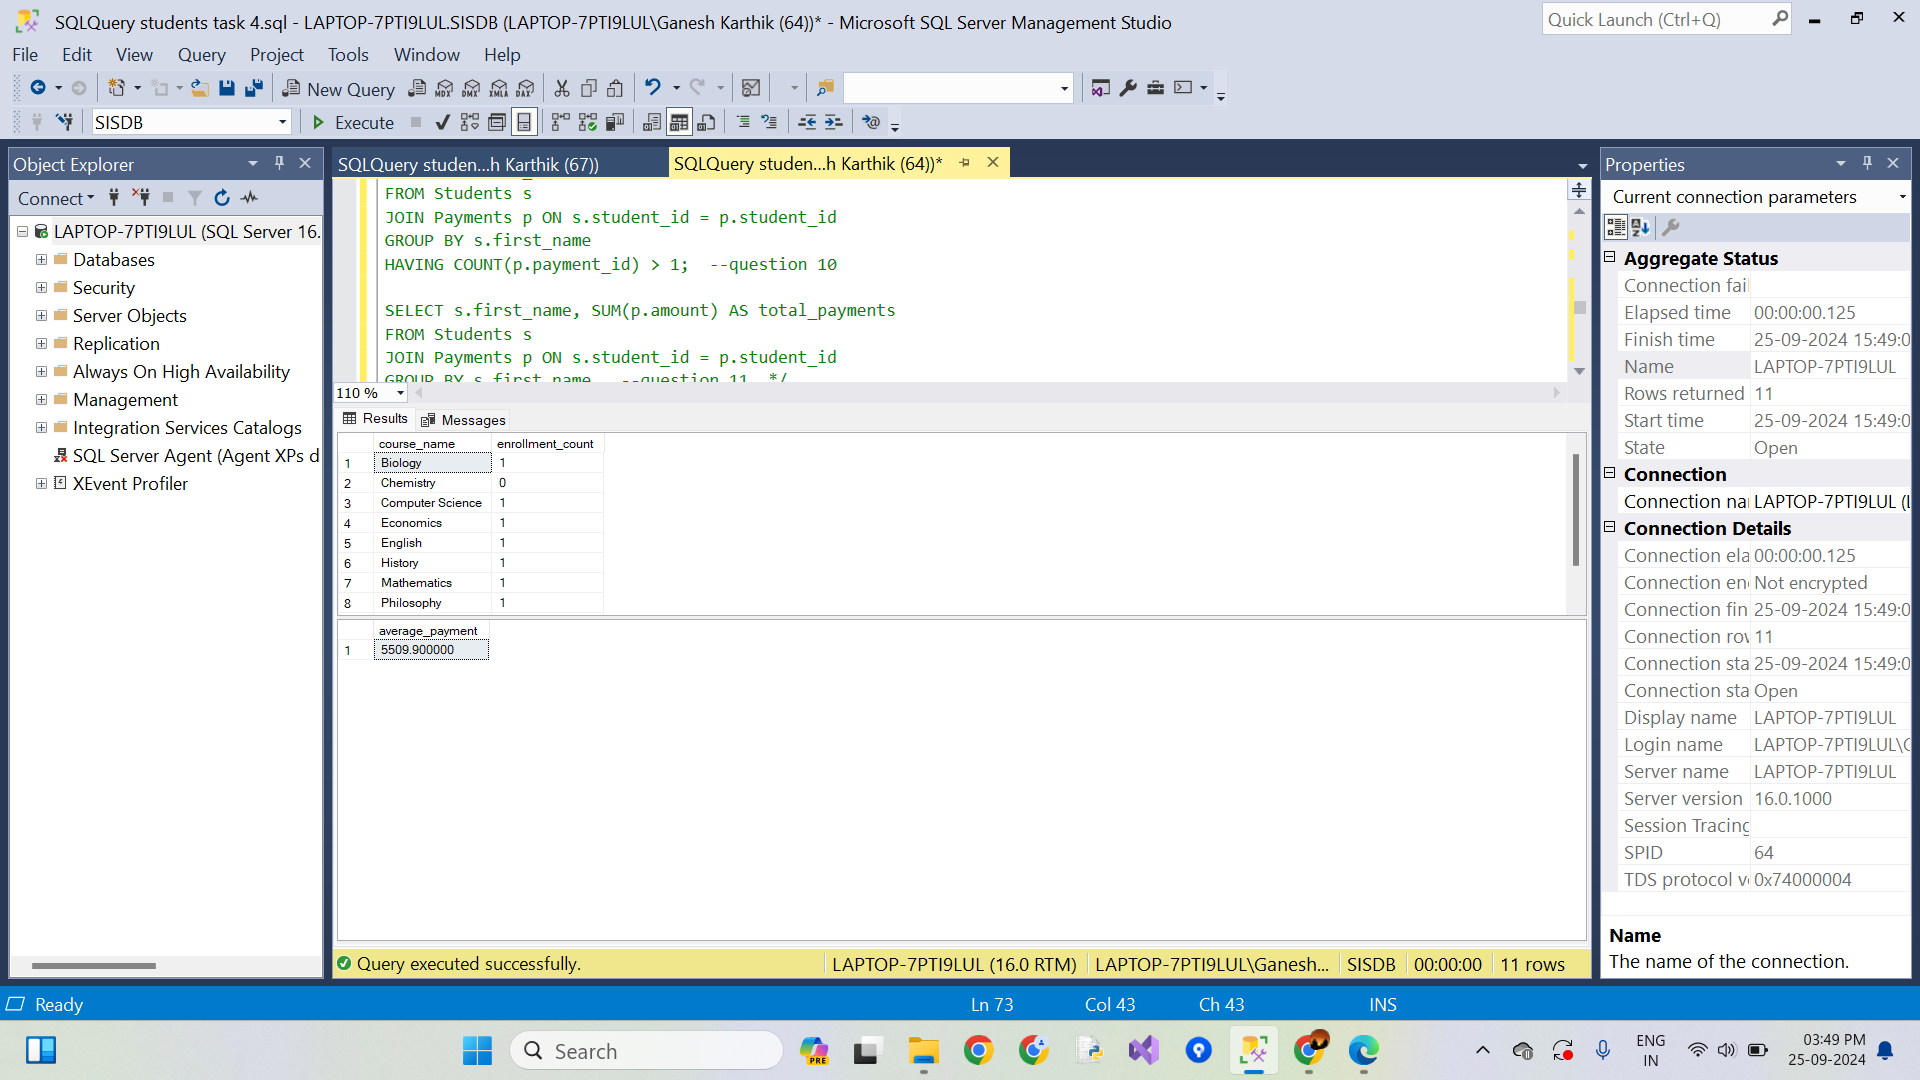 SQLQuery students task 4.sql - LAPTOP-7PTI9LUL.SISDB (LAPTOP-7PTI9LUL\Ganesh Karthik (64))* - Microsoft SQL Server Management Studio
Quick Launch (Ctrl+Q)
File Edit View Query Project Tools Window Help
New Query
MDX DMX XMLA DAX
SISDB
Execute
Object Explorer
Connect
LAPTOP-7PTI9LUL (SQL Server 16.
Databases
Security
Server Objects
Replication
Always On High Availability
Management
Integration Services Catalogs
SQL Server Agent (Agent XPs d
XEvent Profiler
SQLQuery studen...h Karthik (67))
SQLQuery studen...h Karthik (64))*
FROM Students s
JOIN Payments p ON s.student_id = p.student_id
GROUP BY s.first_name
HAVING COUNT(p.payment_id) > 1;  --question 10
SELECT s.first_name, SUM(p.amount) AS total_payments
FROM Students s
JOIN Payments p ON s.student_id = p.student_id
GROUP BY s.first_name   --question 11  */
110 %
Results Messages
course_name enrollment_count
1 Biology 1
2 Chemistry 0
3 Computer Science 1
4 Economics 1
5 English 1
6 History 1
7 Mathematics 1
8 Philosophy 1
average_payment
1 5509.900000
Query executed successfully.
LAPTOP-7PTI9LUL (16.0 RTM) LAPTOP-7PTI9LUL\Ganesh... SISDB 00:00:00 11 rows
Properties
Current connection parameters
Aggregate Status
Connection fail
Elapsed time 00:00:00.125
Finish time 25-09-2024 15:49:0
Name LAPTOP-7PTI9LUL
Rows returned 11
Start time 25-09-2024 15:49:0
State Open
Connection
Connection nar LAPTOP-7PTI9LUL (L
Connection Details
Connection ela 00:00:00.125
Connection en Not encrypted
Connection fin 25-09-2024 15:49:0
Connection rov 11
Connection sta 25-09-2024 15:49:0
Connection sta Open
Display name LAPTOP-7PTI9LUL
Login name LAPTOP-7PTI9LUL\G
Server name LAPTOP-7PTI9LUL
Server version 16.0.1000
Session Tracing
SPID 64
TDS protocol v 0x74000004
Name
The name of the connection.
Ready
Ln 73 Col 43 Ch 43 INS
Search
PRE
ENG
IN
03:49 PM
25-09-2024